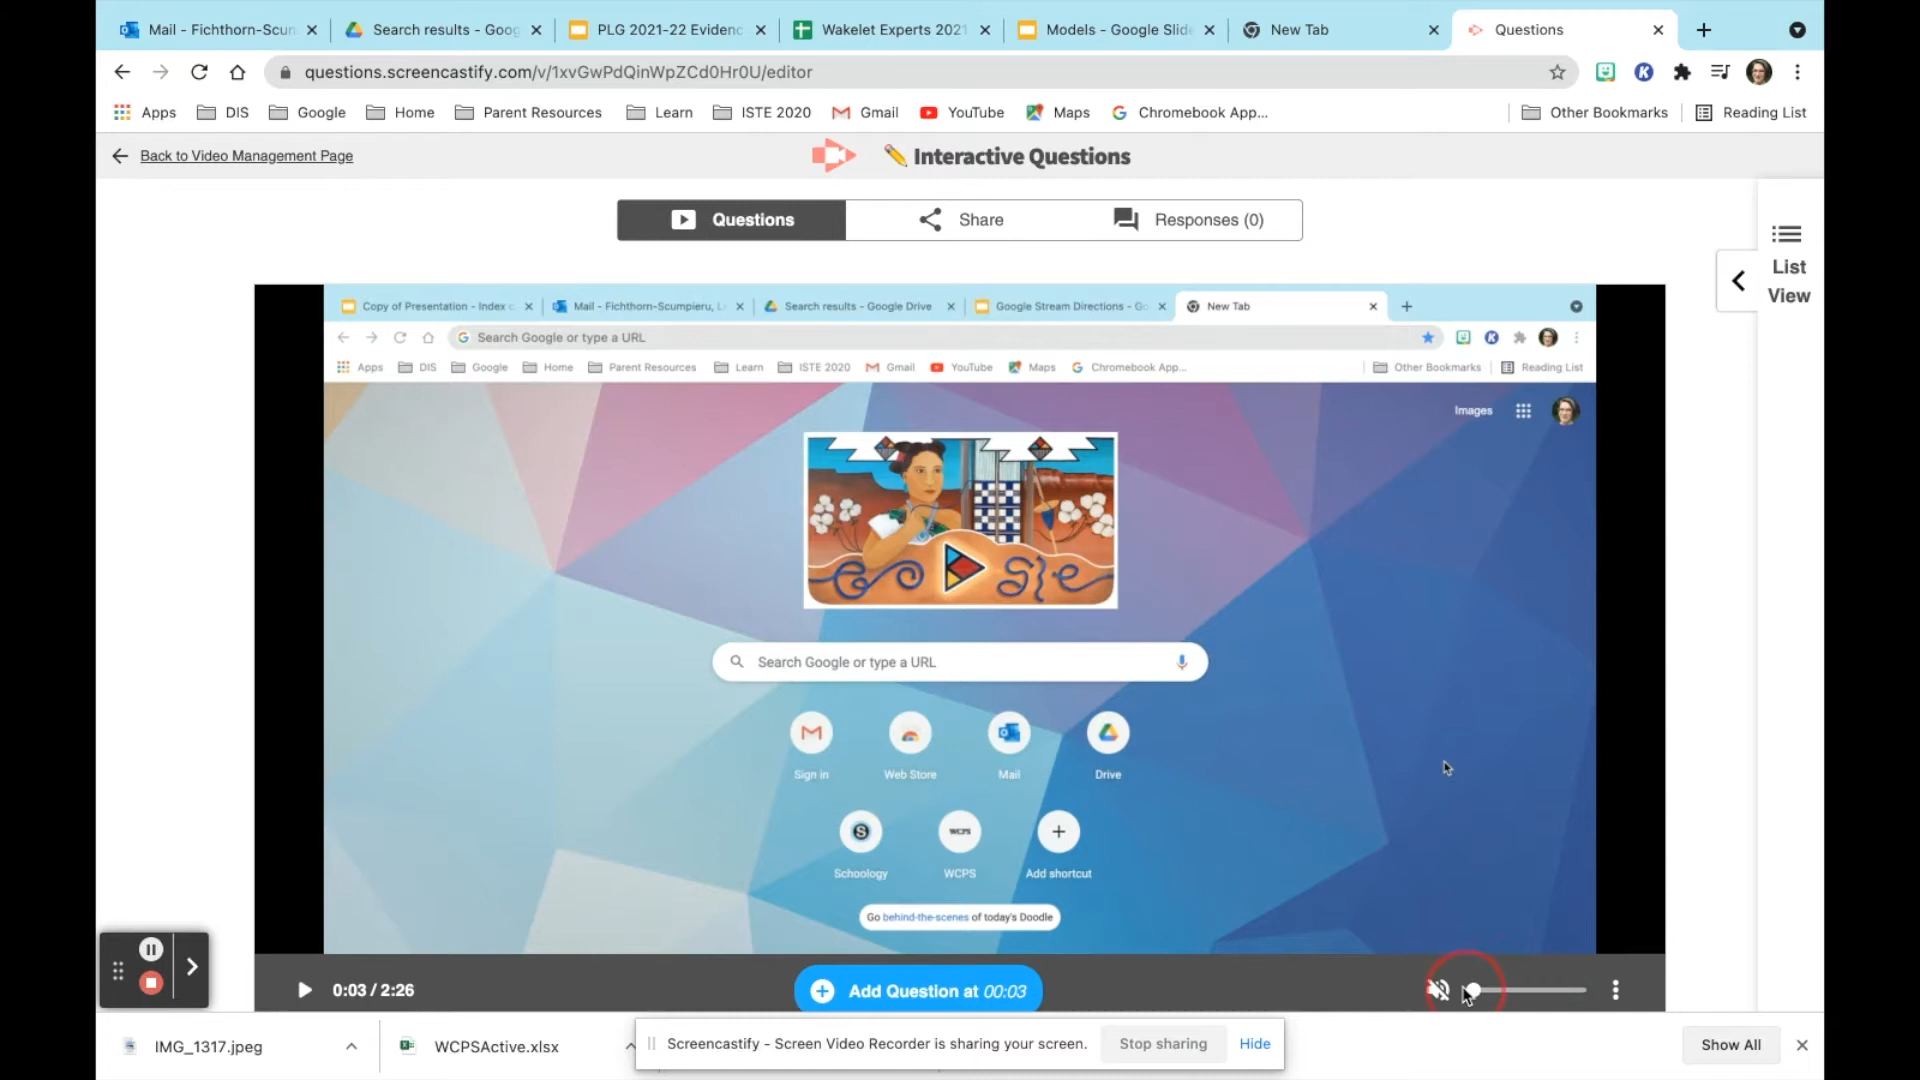 Mail - Fichthorn-Scum
Search results - Goog
PLG 2021-22 Evidenc
Wakelet Experts 2021
Models - Google Slide
New Tab
Questions
questions.screencastify.com/v/1xvGwPdQinWpZCd0Hr0U/editor
Apps
DIS
Google
Home
Parent Resources
Learn
ISTE 2020
Gmail
YouTube
Maps
Chromebook App...
Other Bookmarks
Reading List
Back to Video Management Page
Interactive Questions
Questions
Share
Responses (0)
List
View
Copy of Presentation - Index c
Mail - Fichthorn-Scumpieru, L
Search results - Google Drive
Google Stream Directions - Go
New Tab
Search Google or type a URL
Apps
DIS
Google
Home
Parent Resources
Learn
ISTE 2020
Gmail
YouTube
Maps
Chromebook App...
Other Bookmarks
Reading List
Images
Search Google or type a URL
Sign in
Web Store
Mail
Drive
S
WCPS
Schoology
WCPS
Add shortcut
Go behind-the-scenes of today's Doodle
0:03 / 2:26
Add Question at 00:03
IMG_1317.jpeg
WCPSActive.xlsx
Screencastify - Screen Video Recorder is sharing your screen.
Stop sharing
Hide
Show All